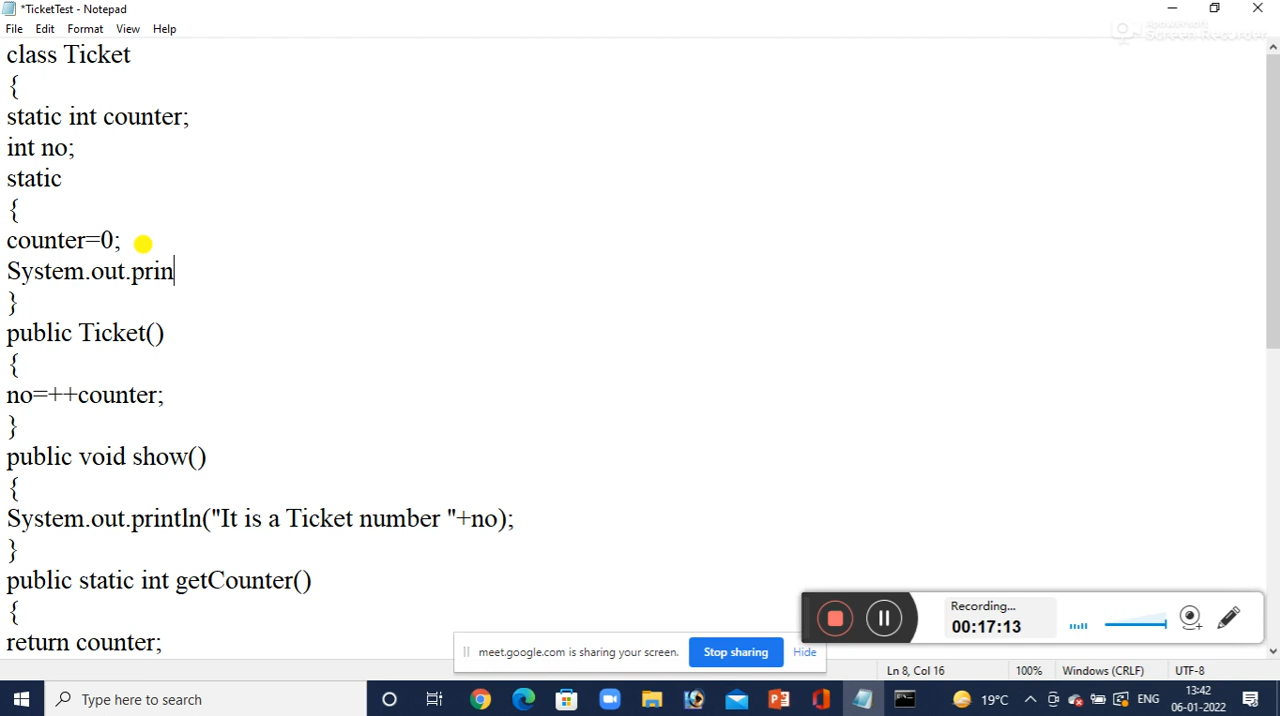 *TicketTest - Notepad
File Edit Format View Help
class Ticket
{
static int counter;
int no;
static
{
counter=0;
System.out.prin
}
public Ticket()
{
no=++counter;
}
public void show()
{
System.out.println("It is a Ticket number "+no);
}
public static int getCounter()
{
return counter;
Recording...
00:17:13
meet.google.com is sharing your screen. Stop sharing Hide
Ln 8, Col 16 100% Windows (CRLF) UTF-8
Type here to search
19°C ENG
13:42
06-01-2022
Screen Recorder